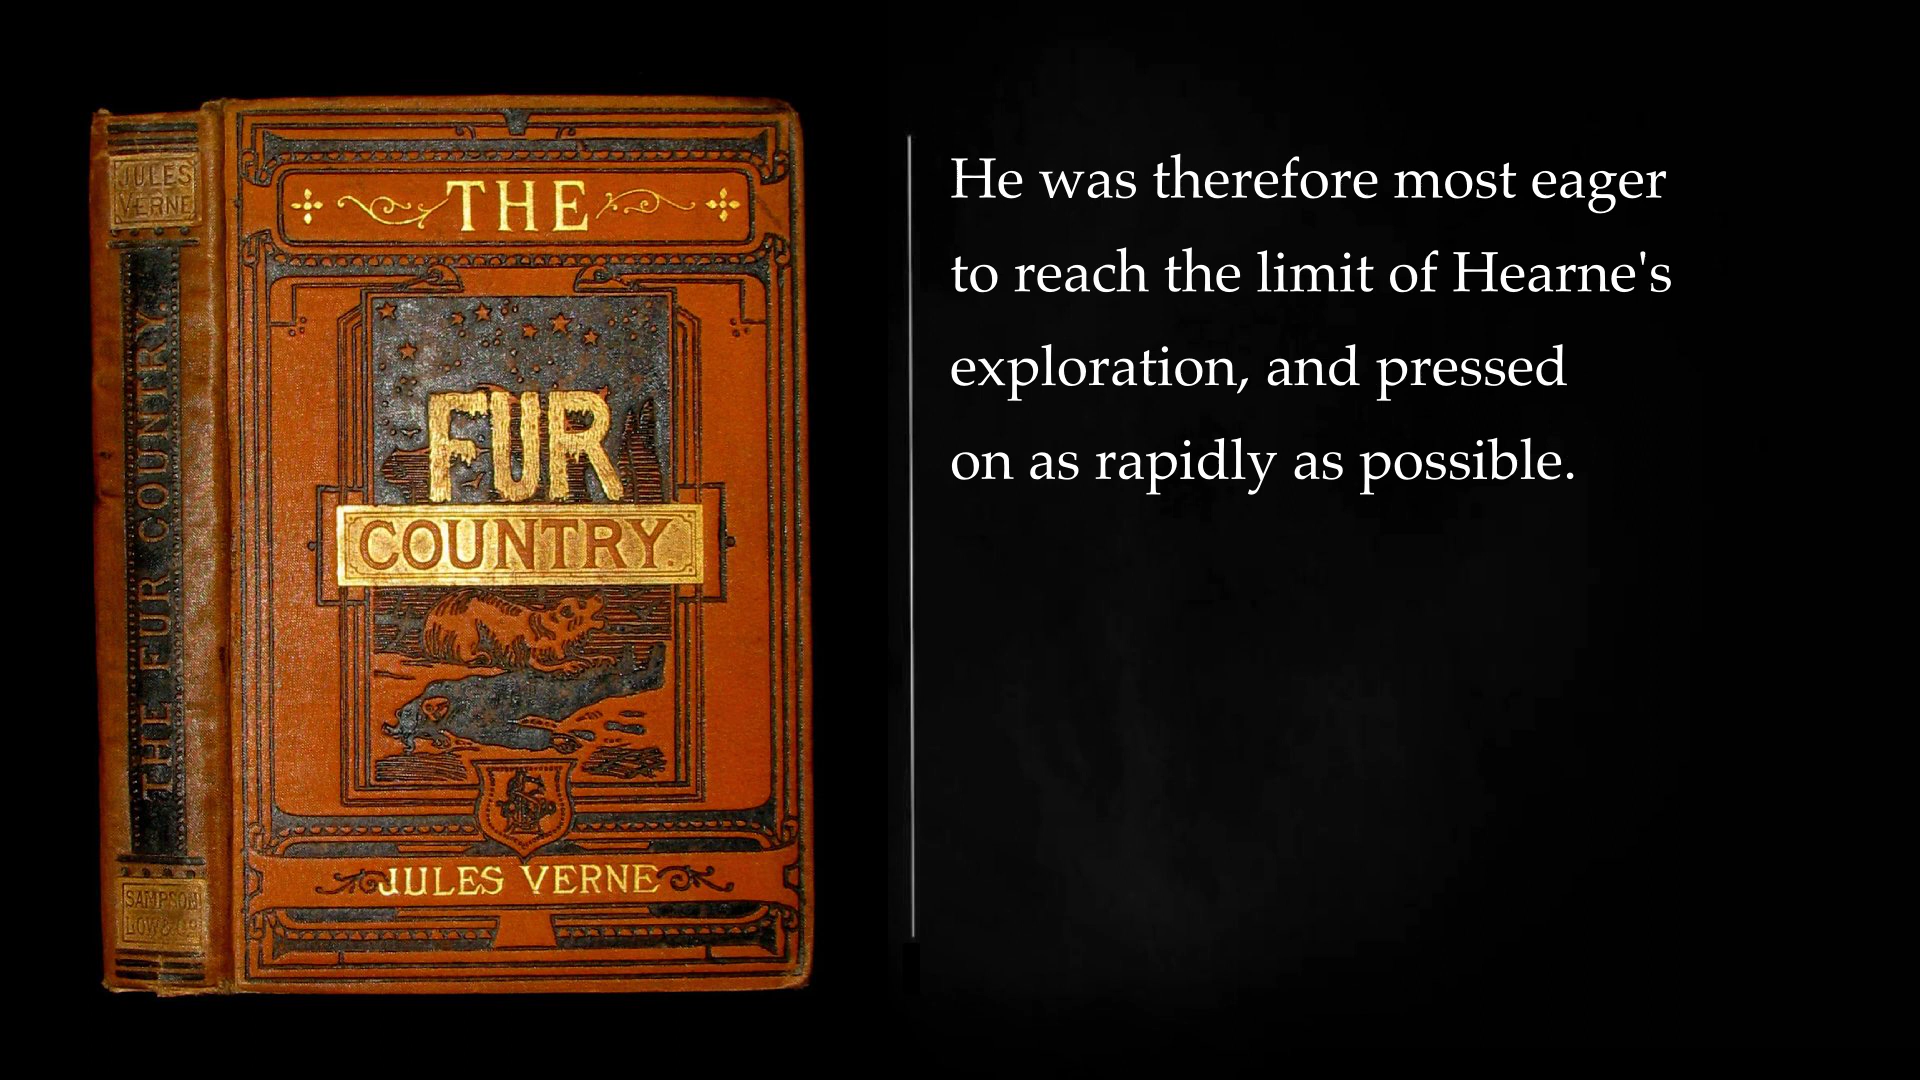 JULES
VERNE
THE FUR COUNTRY.
SAMPSON
LOW & Co
THE
FUR
COUNTRY.
JULES VERNE
He was therefore most eager
to reach the limit of Hearne's
exploration, and pressed
on as rapidly as possible.